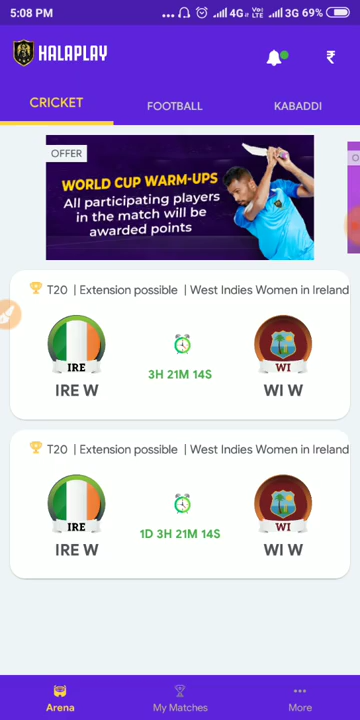 5:08 PM
4G
Vo)
LTE
3G 69%
HALAPLAY
₹
CRICKET
FOOTBALL
KABADDI
OFFER
WORLD CUP WARM-UPS
All participating players
in the match will be
awarded points
O
T20 | Extension possible | West Indies Women in Ireland
IRE
WI
3H 21M 14S
IRE W
WI W
T20 | Extension possible | West Indies Women in Ireland
IRE
WI
1D 3H 21M 14S
IRE W
WI W
Arena
My Matches
More